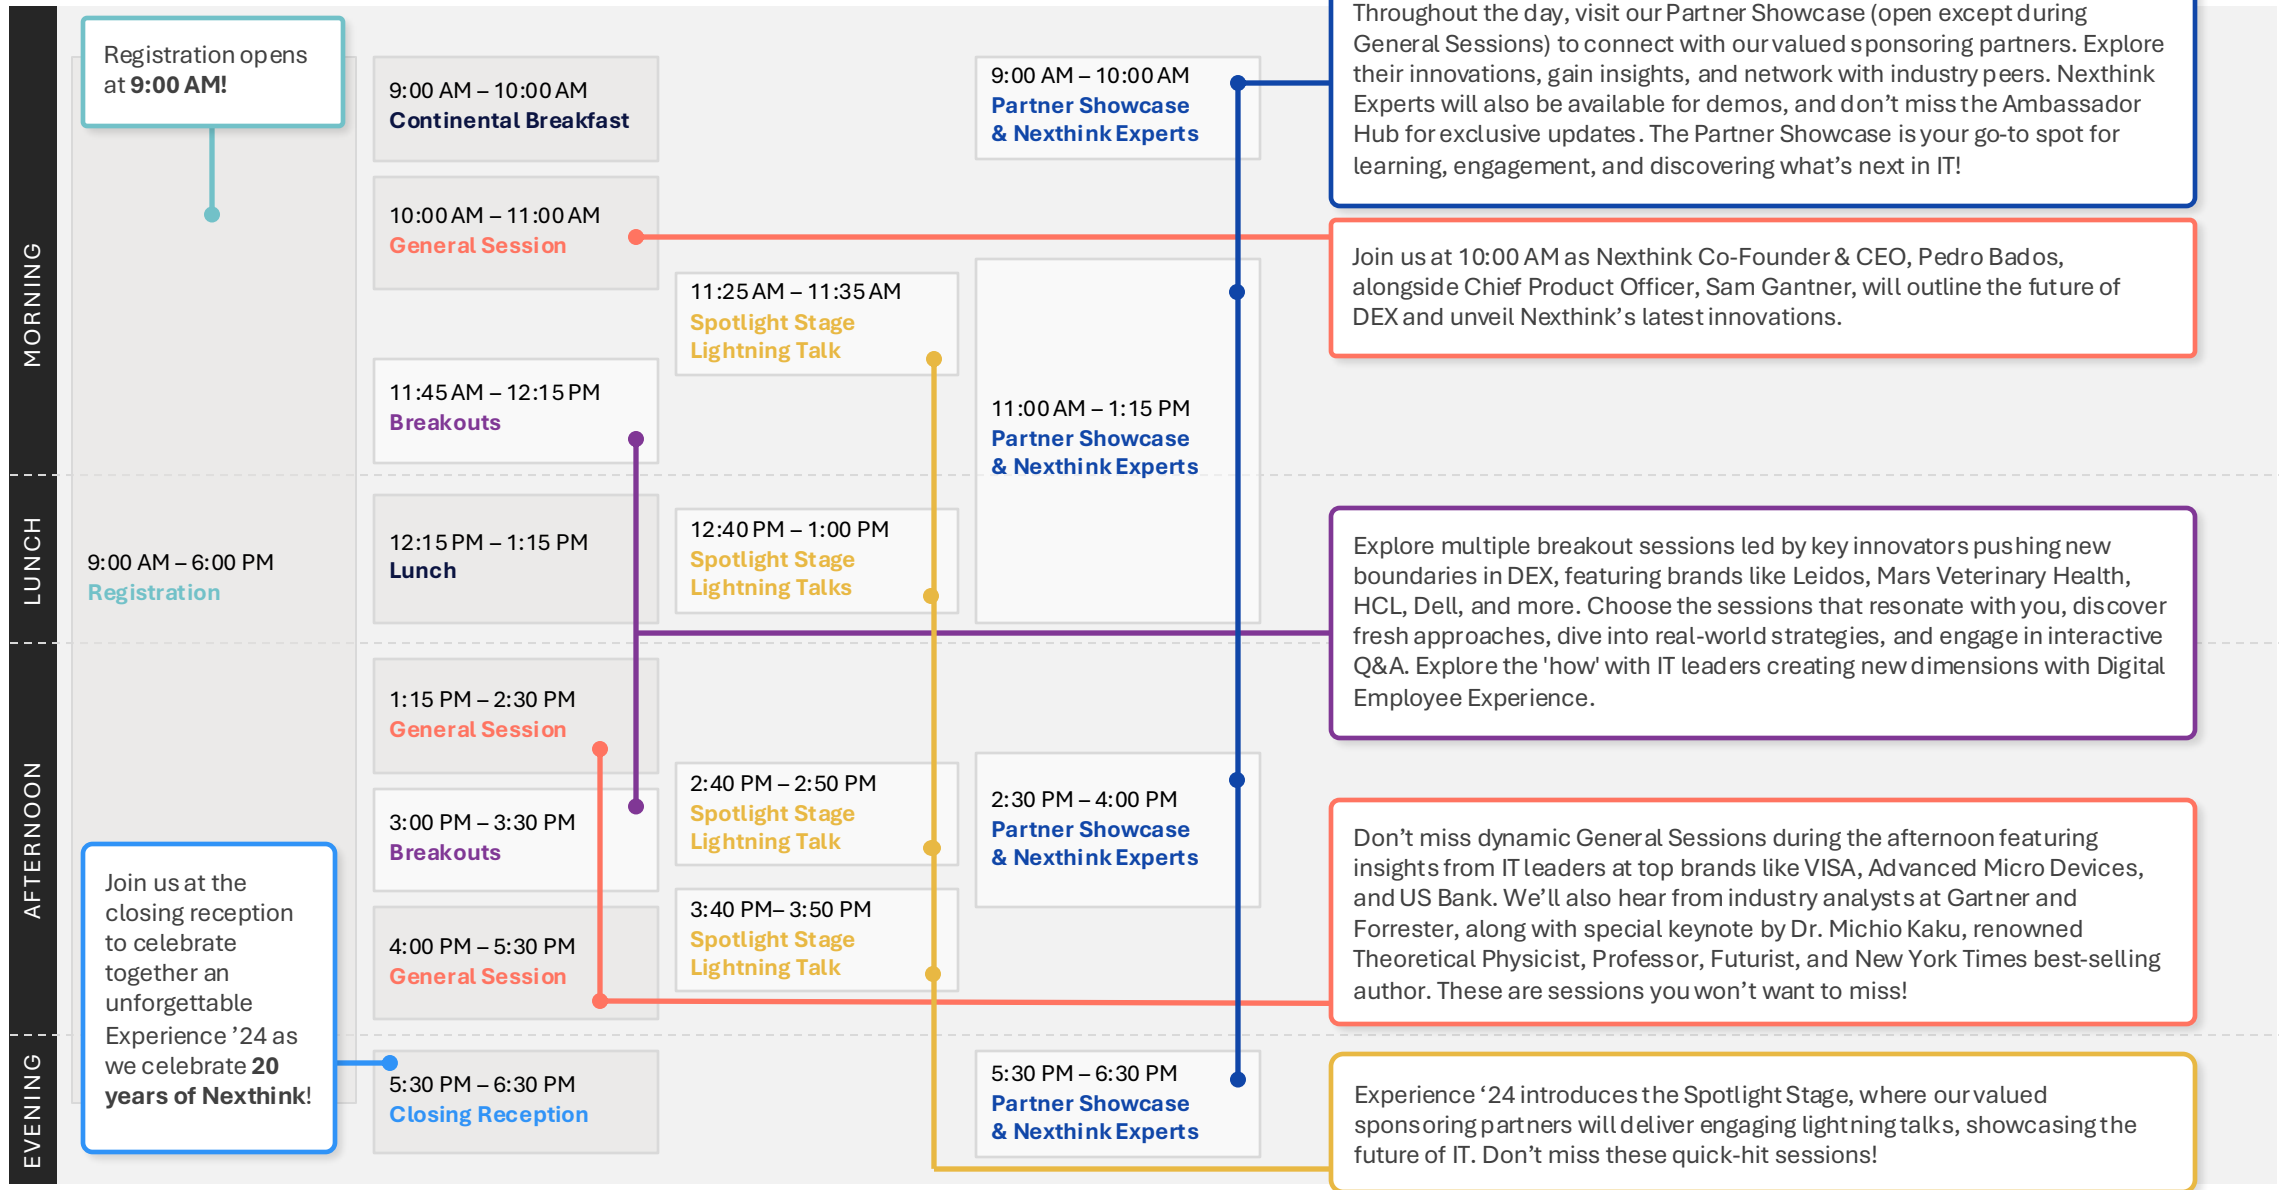 MORNING
LUNCH
AFTERNOON
EVENING
Registration opens
at 9:00 AM!
9:00 AM – 6:00 PM
Registration
Join us at the
closing reception
to celebrate
together an
unforgettable
Experience ’24 as
we celebrate 20
years of Nexthink!
9:00 AM – 10:00 AM
Continental Breakfast
10:00 AM – 11:00 AM
General Session
11:45 AM – 12:15 PM
Breakouts
12:15 PM – 1:15 PM
Lunch
1:15 PM – 2:30 PM
General Session
3:00 PM – 3:30 PM
Breakouts
4:00 PM – 5:30 PM
General Session
5:30 PM – 6:30 PM
Closing Reception
11:25 AM – 11:35 AM
Spotlight Stage
Lightning Talk
12:40 PM – 1:00 PM
Spotlight Stage
Lightning Talks
2:40 PM – 2:50 PM
Spotlight Stage
Lightning Talk
3:40 PM– 3:50 PM
Spotlight Stage
Lightning Talk
9:00 AM – 10:00 AM
Partner Showcase
& Nexthink Experts
11:00 AM – 1:15 PM
Partner Showcase
& Nexthink Experts
2:30 PM – 4:00 PM
Partner Showcase
& Nexthink Experts
5:30 PM – 6:30 PM
Partner Showcase
& Nexthink Experts
Throughout the day, visit our Partner Showcase (open except during
General Sessions) to connect with our valued sponsoring partners. Explore
their innovations, gain insights, and network with industry peers. Nexthink
Experts will also be available for demos, and don’t miss the Ambassador
Hub for exclusive updates. The Partner Showcase is your go-to spot for
learning, engagement, and discovering what’s next in IT!
Join us at 10:00 AM as Nexthink Co-Founder & CEO, Pedro Bados,
alongside Chief Product Officer, Sam Gantner, will outline the future of
DEX and unveil Nexthink’s latest innovations.
Explore multiple breakout sessions led by key innovators pushing new
boundaries in DEX, featuring brands like Leidos, Mars Veterinary Health,
HCL, Dell, and more. Choose the sessions that resonate with you, discover
fresh approaches, dive into real-world strategies, and engage in interactive
Q&A. Explore the 'how' with IT leaders creating new dimensions with Digital
Employee Experience.
Don’t miss dynamic General Sessions during the afternoon featuring
insights from IT leaders at top brands like VISA, Advanced Micro Devices,
and US Bank. We’ll also hear from industry analysts at Gartner and
Forrester, along with special keynote by Dr. Michio Kaku, renowned
Theoretical Physicist, Professor, Futurist, and New York Times best-selling
author. These are sessions you won’t want to miss!
Experience ‘24 introduces the Spotlight Stage, where our valued
sponsoring partners will deliver engaging lightning talks, showcasing the
future of IT. Don’t miss these quick-hit sessions!